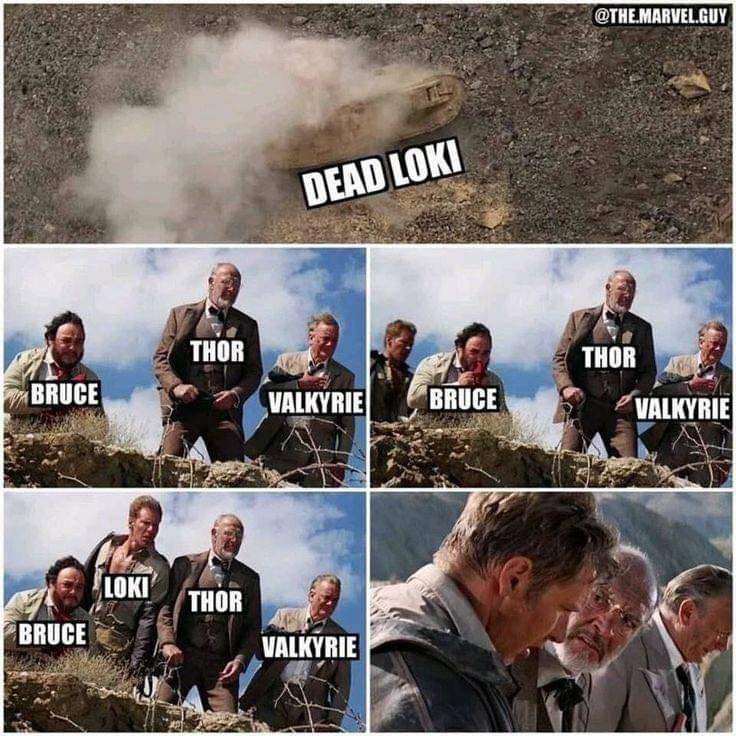 @THE.MARVEL.GUY
DEAD LOKI
BRUCE
THOR
VALKYRIE
BRUCE
THOR
VALKYRIE
BRUCE
LOKI
THOR
VALKYRIE